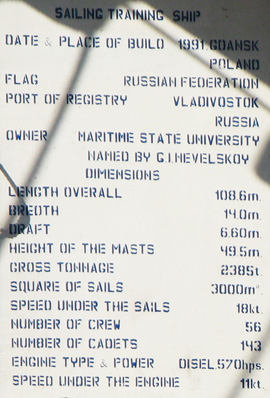 SAILING TRAINING SHIP
DATE & PLACE OF BUILD 1991.GDANSK
POLAND
FLAG RUSSIAN FEDERATION
PORT OF REGISTRY VLADIVOSTOK
RUSSIA
OWNER MARITIME STATE UNIVERSITY
NAMED BY G.I.NEVELSKOY
DIMENSIONS
LENGTH OVERALL 108.6m.
BREDTH 14.0m.
DRAFT 6.60m.
HEIGHT OF THE MASTS 49.5m.
GROSS TONNAGE 2385t.
SQUARE OF SAILS 3000m².
SPEED UNDER THE SAILS 18kt.
NUMBER OF CREW 56
NUMBER OF CADETS 143
ENGINE TYPE & POWER DISEL.570hps.
SPEED UNDER THE ENGINE 11kt.